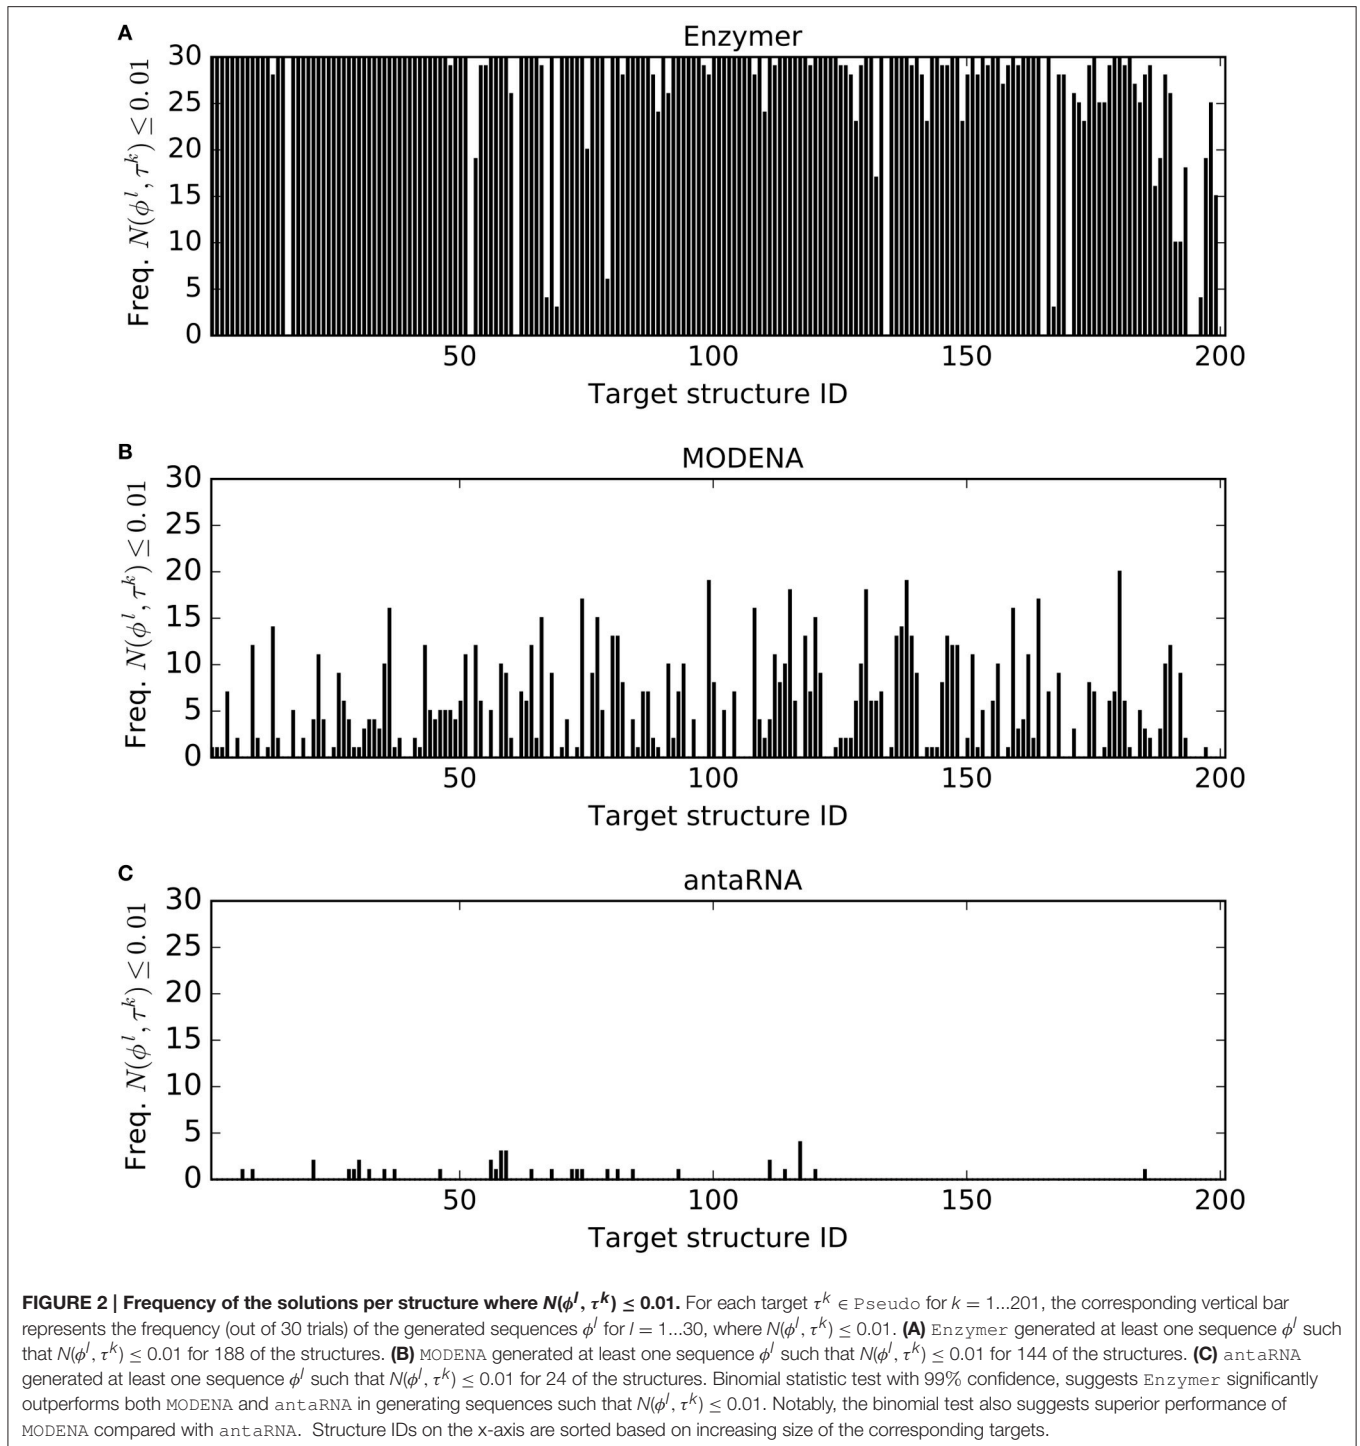 A
Enzymer
30
25
20
15
10
5
0
Freq. N(ϕ^l, τ^k) ≤ 0.01
50 100 150 200
Target structure ID
B
MODENA
30
25
20
15
10
5
0
Freq. N(ϕ^l, τ^k) ≤ 0.01
50 100 150 200
Target structure ID
C
antaRNA
30
25
20
15
10
5
0
Freq. N(ϕ^l, τ^k) ≤ 0.01
50 100 150 200
Target structure ID
FIGURE 2 | Frequency of the solutions per structure where N(ϕ^l, τ^k) ≤ 0.01. For each target τ^k ∈ Pseudo for k = 1...201, the corresponding vertical bar
represents the frequency (out of 30 trials) of the generated sequences ϕ^l for l = 1...30, where N(ϕ^l, τ^k) ≤ 0.01. (A) Enzymer generated at least one sequence ϕ^l such
that N(ϕ^l, τ^k) ≤ 0.01 for 188 of the structures. (B) MODENA generated at least one sequence ϕ^l such that N(ϕ^l, τ^k) ≤ 0.01 for 144 of the structures. (C) antaRNA
generated at least one sequence ϕ^l such that N(ϕ^l, τ^k) ≤ 0.01 for 24 of the structures. Binomial statistic test with 99% confidence, suggests Enzymer significantly
outperforms both MODENA and antaRNA in generating sequences such that N(ϕ^l, τ^k) ≤ 0.01. Notably, the binomial test also suggests superior performance of
MODENA compared with antaRNA. Structure IDs on the x-axis are sorted based on increasing size of the corresponding targets.